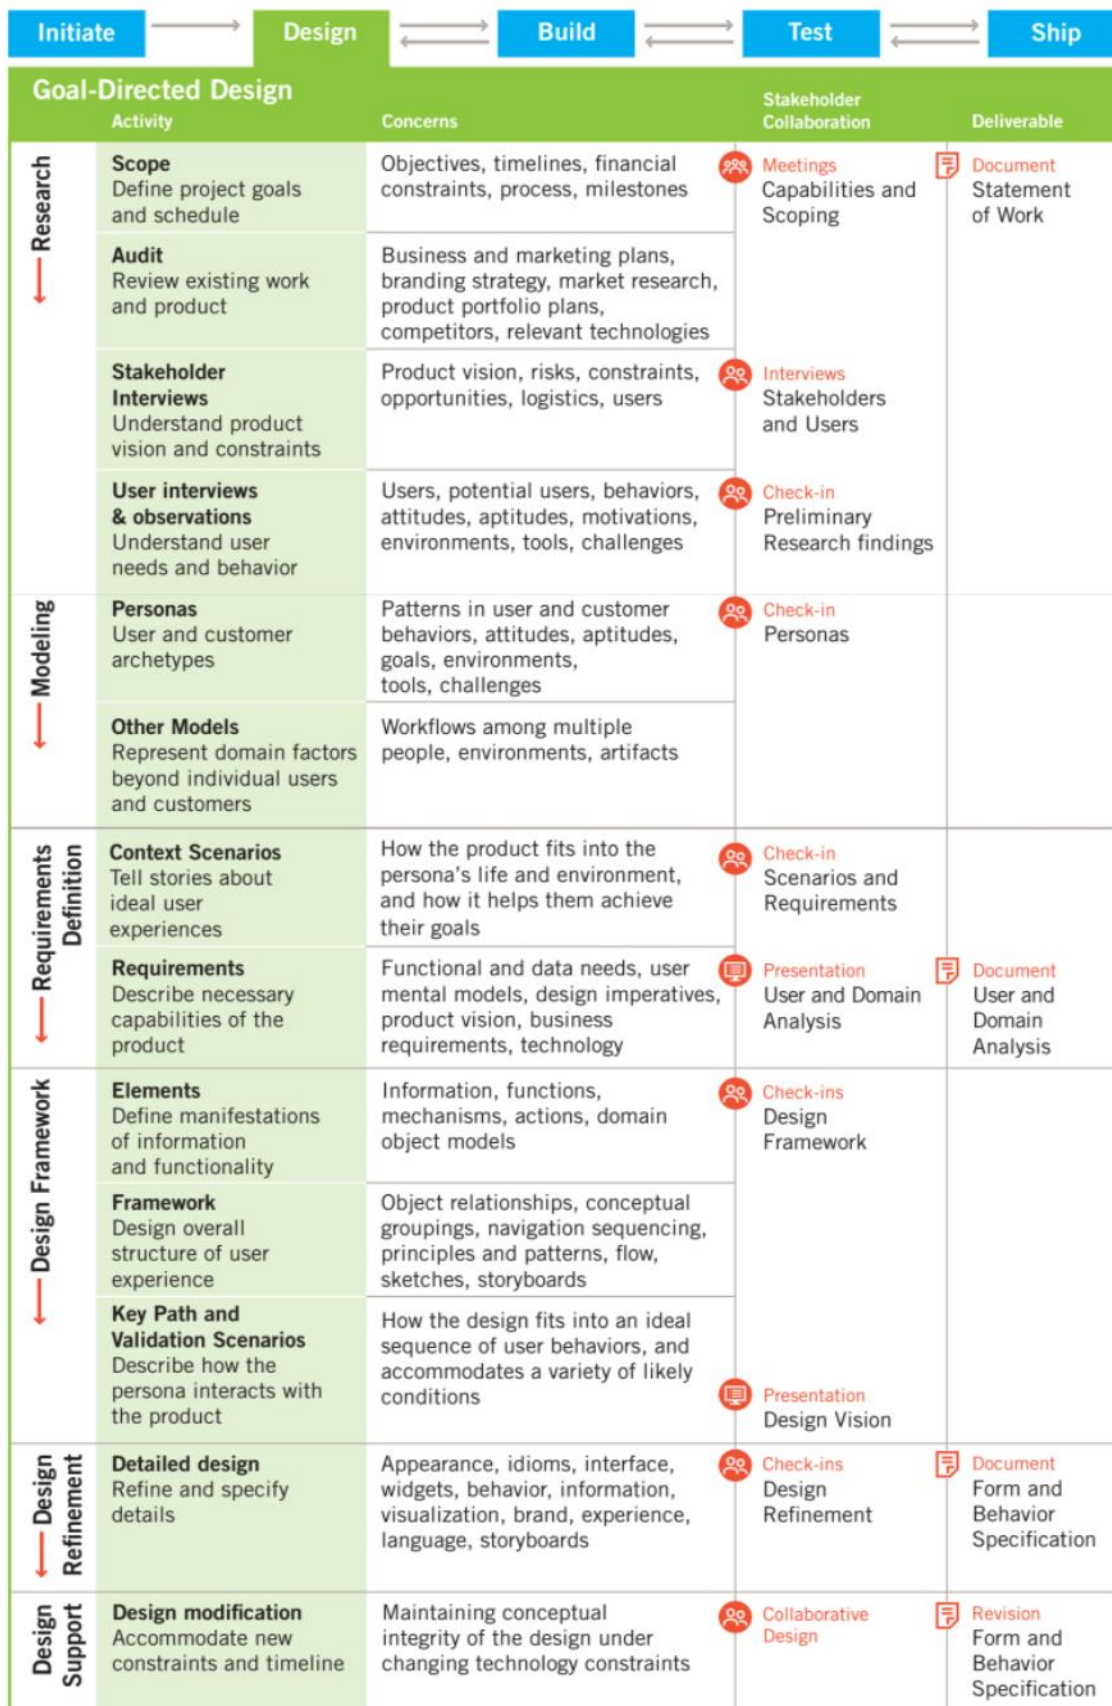 Initiate
Design
Build
Test
Ship
Goal-Directed Design
Activity
Concerns
Stakeholder
Collaboration
Deliverable
Research
Scope
Define project goals
and schedule
Objectives, timelines, financial
constraints, process, milestones
Meetings
Capabilities and
Scoping
Document
Statement
of Work
Audit
Review existing work
and product
Business and marketing plans,
branding strategy, market research,
product portfolio plans,
competitors, relevant technologies
Stakeholder
Interviews
Understand product
vision and constraints
Product vision, risks, constraints,
opportunities, logistics, users
Interviews
Stakeholders
and Users
User interviews
& observations
Understand user
needs and behavior
Users, potential users, behaviors,
attitudes, aptitudes, motivations,
environments, tools, challenges
Check-in
Preliminary
Research findings
Modeling
Personas
User and customer
archetypes
Patterns in user and customer
behaviors, attitudes, aptitudes,
goals, environments,
tools, challenges
Check-in
Personas
Other Models
Represent domain factors
beyond individual users
and customers
Workflows among multiple
people, environments, artifacts
Requirements
Definition
Context Scenarios
Tell stories about
ideal user
experiences
How the product fits into the
persona's life and environment,
and how it helps them achieve
their goals
Check-in
Scenarios and
Requirements
Requirements
Describe necessary
capabilities of the
product
Functional and data needs, user
mental models, design imperatives,
product vision, business
requirements, technology
Presentation
User and Domain
Analysis
Document
User and
Domain
Analysis
Design Framework
Elements
Define manifestations
of information
and functionality
Information, functions,
mechanisms, actions, domain
object models
Check-ins
Design
Framework
Framework
Design overall
structure of user
experience
Object relationships, conceptual
groupings, navigation sequencing,
principles and patterns, flow,
sketches, storyboards
Key Path and
Validation Scenarios
Describe how the
persona interacts with
the product
How the design fits into an ideal
sequence of user behaviors, and
accommodates a variety of likely
conditions
Presentation
Design Vision
Design
Refinement
Detailed design
Refine and specify
details
Appearance, idioms, interface,
widgets, behavior, information,
visualization, brand, experience,
language, storyboards
Check-ins
Design
Refinement
Document
Form and
Behavior
Specification
Design
Support
Design modification
Accommodate new
constraints and timeline
Maintaining conceptual
integrity of the design under
changing technology constraints
Collaborative
Design
Revision
Form and
Behavior
Specification